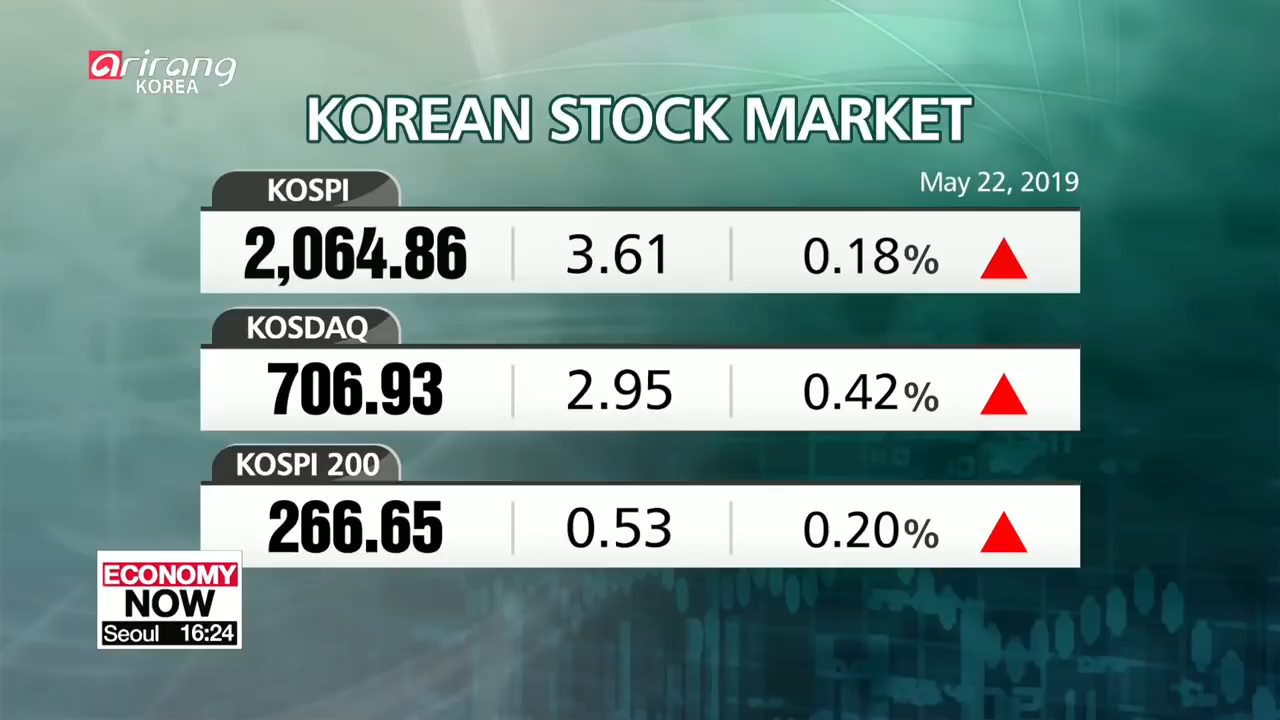 arirang
KOREA
KOREAN STOCK MARKET
May 22, 2019
KOSPI
2,064.86 3.61 0.18%
KOSDAQ
706.93 2.95 0.42%
KOSPI 200
266.65 0.53 0.20%
ECONOMY
NOW
Seoul 16:24